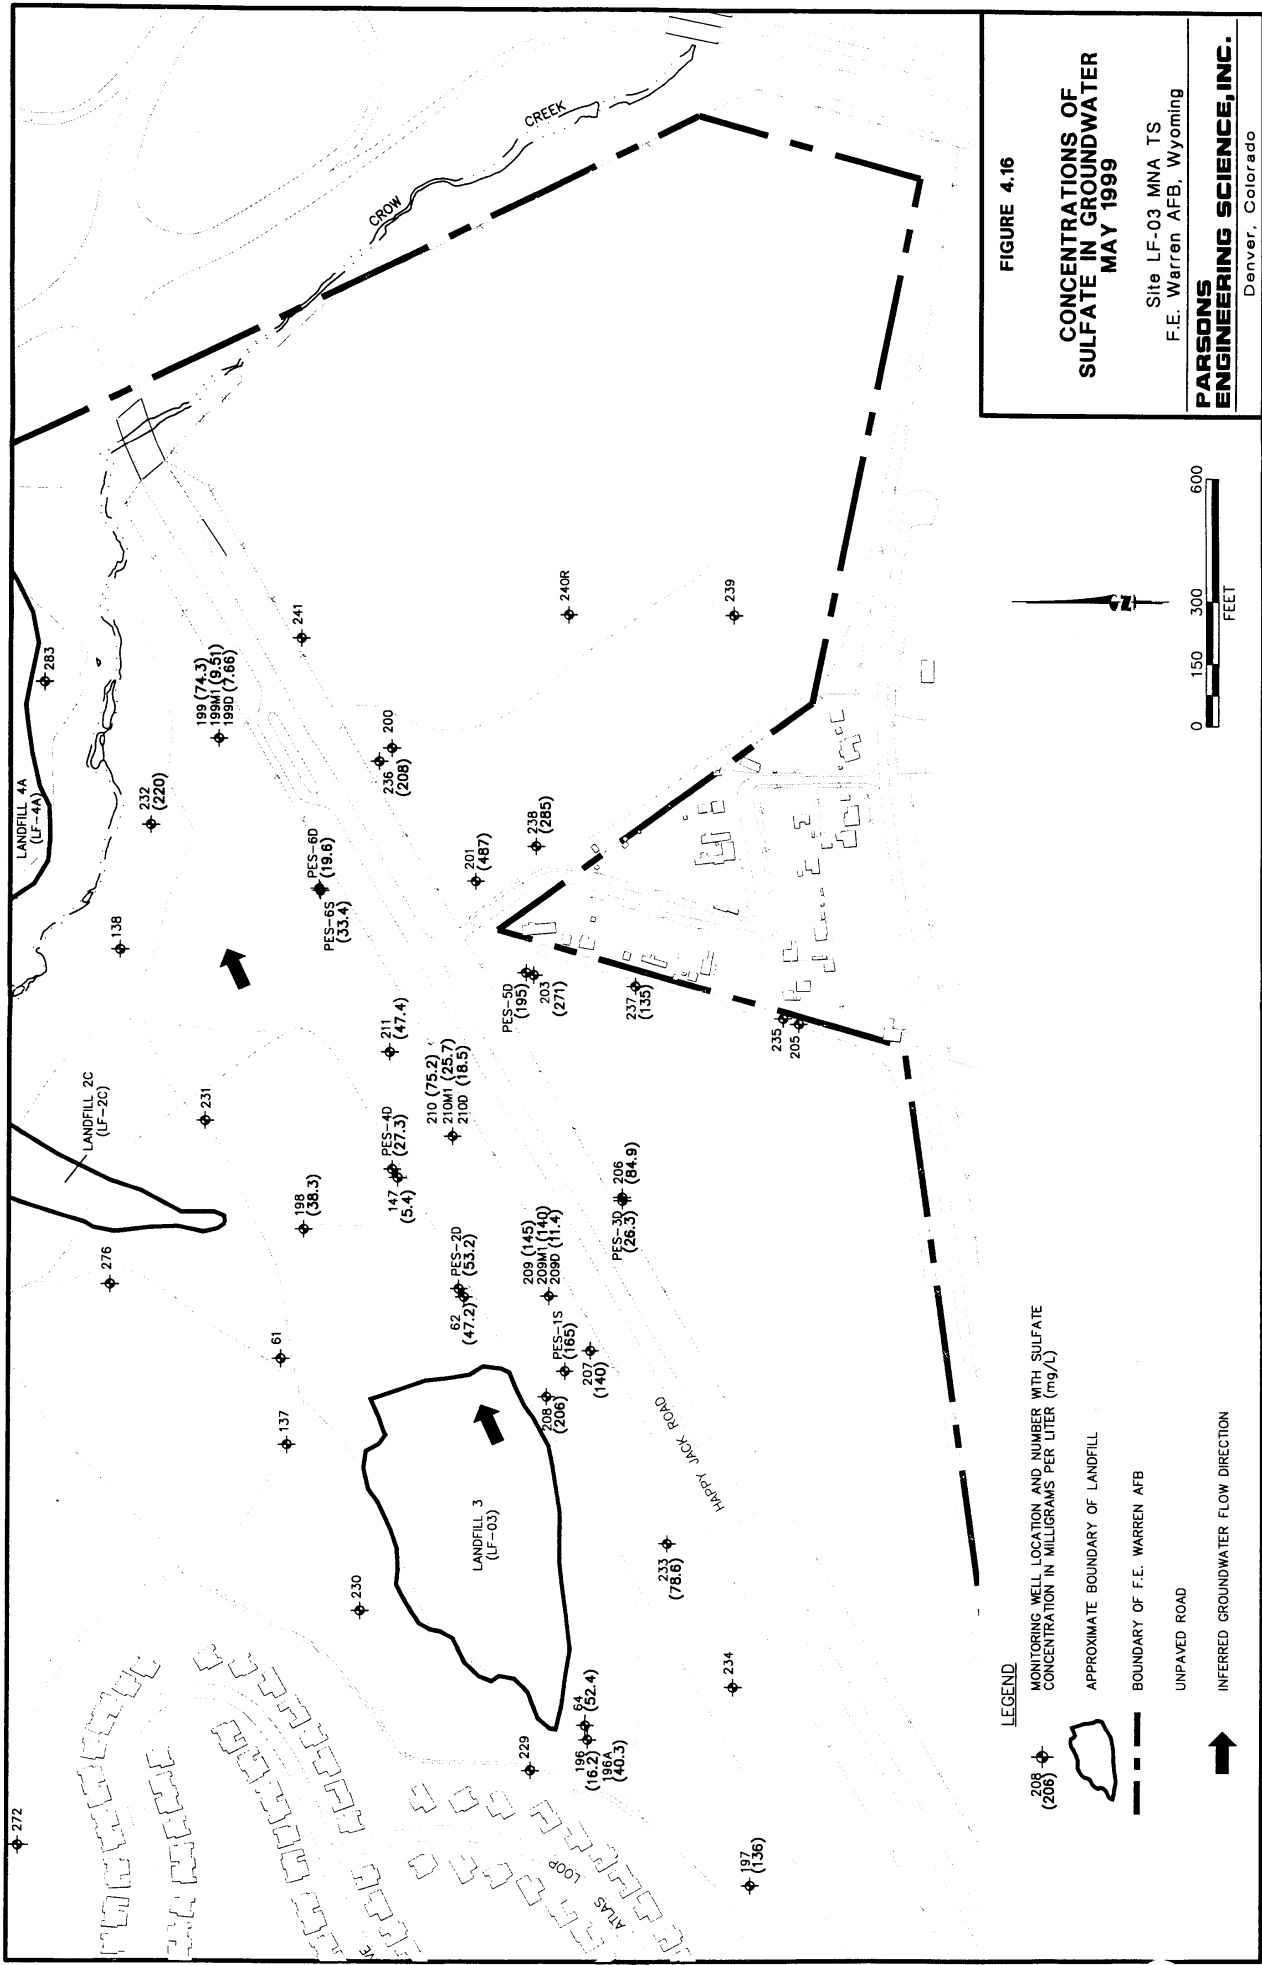 272
LANDFILL 4A
(LF-4A)
283
232
(220)
138
199 (74.3)
199M1 (9.51)
199D (7.66)
241
CROW
CREEK
LANDFILL 2C
(LF-2C)
231
276
198
(38.3)
61
137
230
PES-6D
(19.6)
PES-6S
(33.4)
236
(208)
200
211
(47.4)
PES-4D
(27.3)
147
(5.4)
210 (75.2)
210M1 (25.7)
210D (18.5)
201
(487)
238
(285)
240R
239
PES-2D
(53.2)
62
(47.2)
LANDFILL 3
(LF-03)
209 (145)
209M1 (140)
209D (11.4)
PES-1S
(165)
208
(206)
207
(140)
PES-5D
(195)
203
(271)
237
(135)
235
205
206
(84.9)
PES-3D
(26.3)
HAPPY JACK ROAD
233
(78.6)
234
229
64
(52.4)
196
(16.2)
196A
(40.3)
197
(136)
ATLAS
LOOP
VE
LEGEND
208
(206)
MONITORING WELL LOCATION AND NUMBER WITH SULFATE
CONCENTRATION IN MILLIGRAMS PER LITER (mg/L)
APPROXIMATE BOUNDARY OF LANDFILL
BOUNDARY OF F.E. WARREN AFB
UNPAVED ROAD
INFERRED GROUNDWATER FLOW DIRECTION
N
0 150 300 600
FEET
FIGURE 4.16
CONCENTRATIONS OF
SULFATE IN GROUNDWATER
MAY 1999
Site LF-03 MNA TS
F.E. Warren AFB, Wyoming
PARSONS
ENGINEERING SCIENCE, INC.
Denver, Colorado